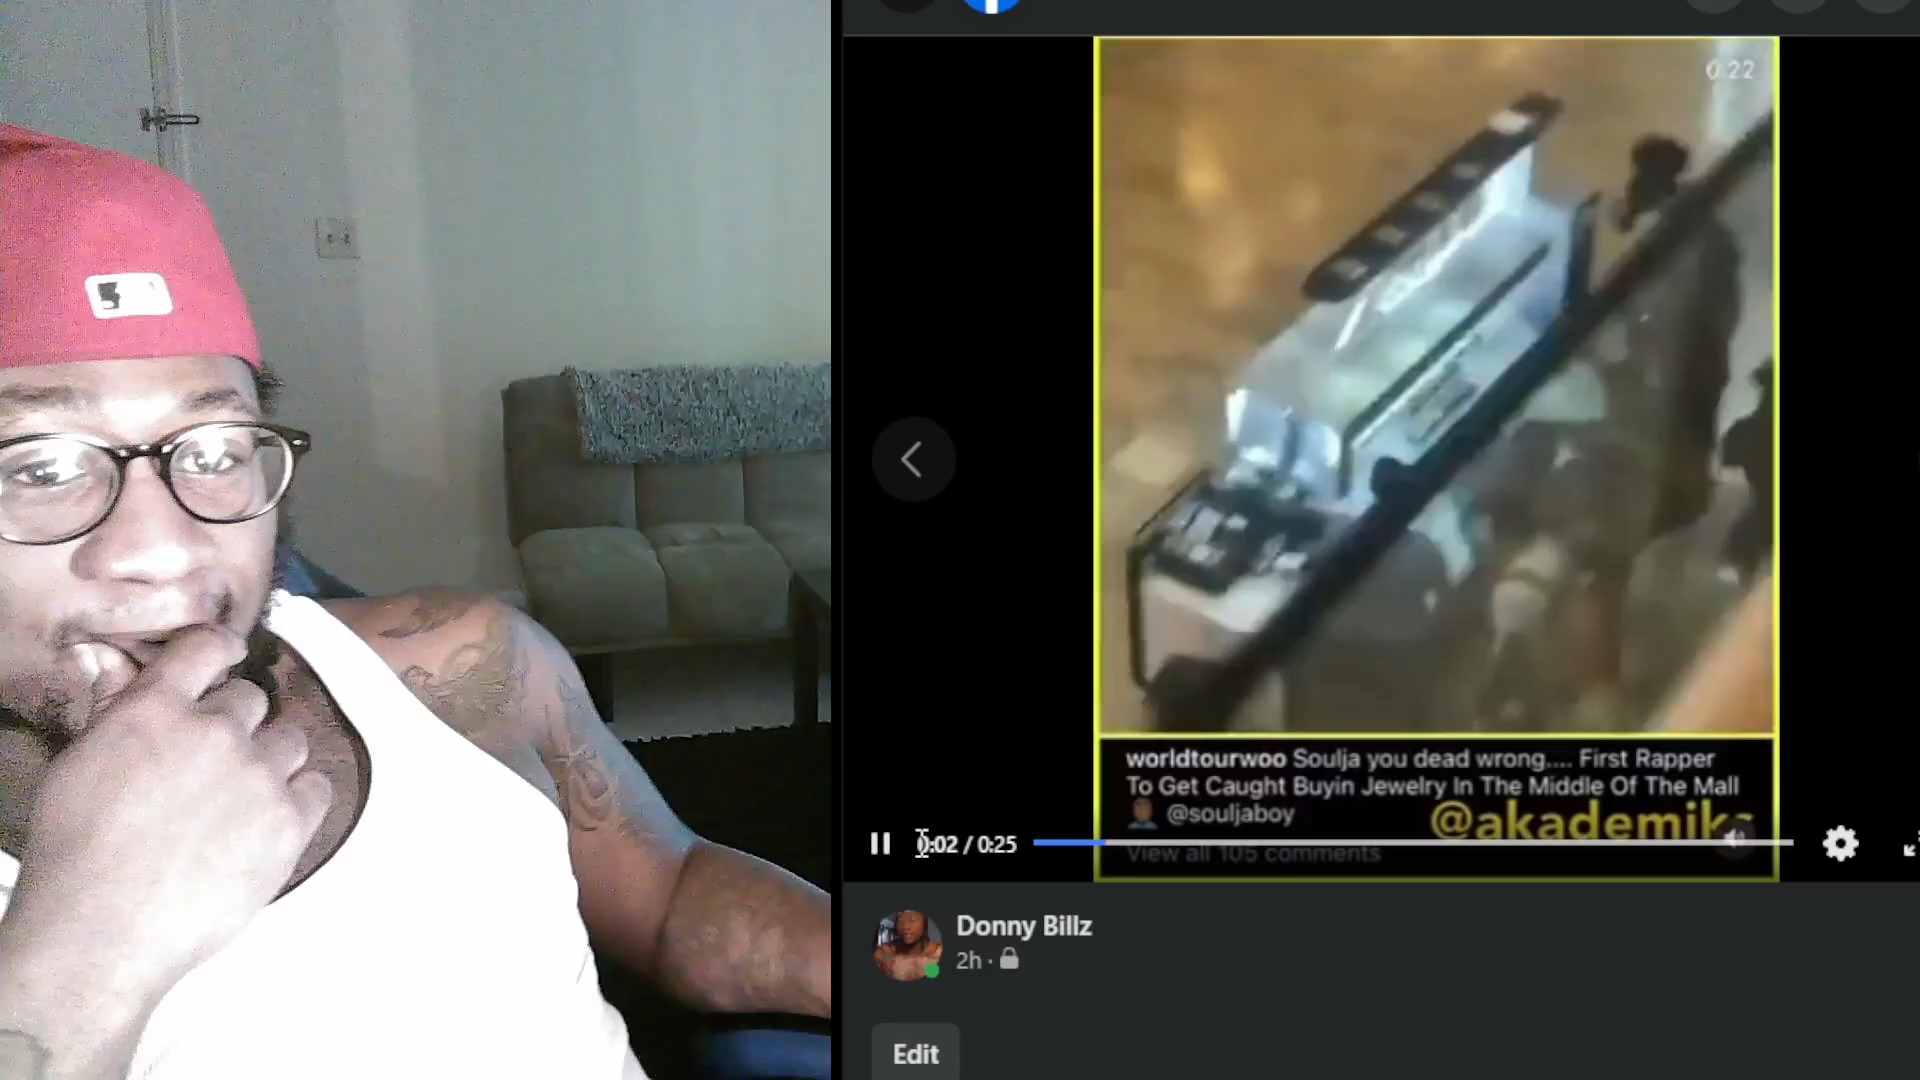 0:22
worldtourwoo Soulja you dead wrong.... First Rapper
To Get Caught Buyin Jewelry In The Middle Of The Mall
@souljaboy
@akademiks
0:02 / 0:25
View all 105 comments
Donny Billz
2h ·
Edit